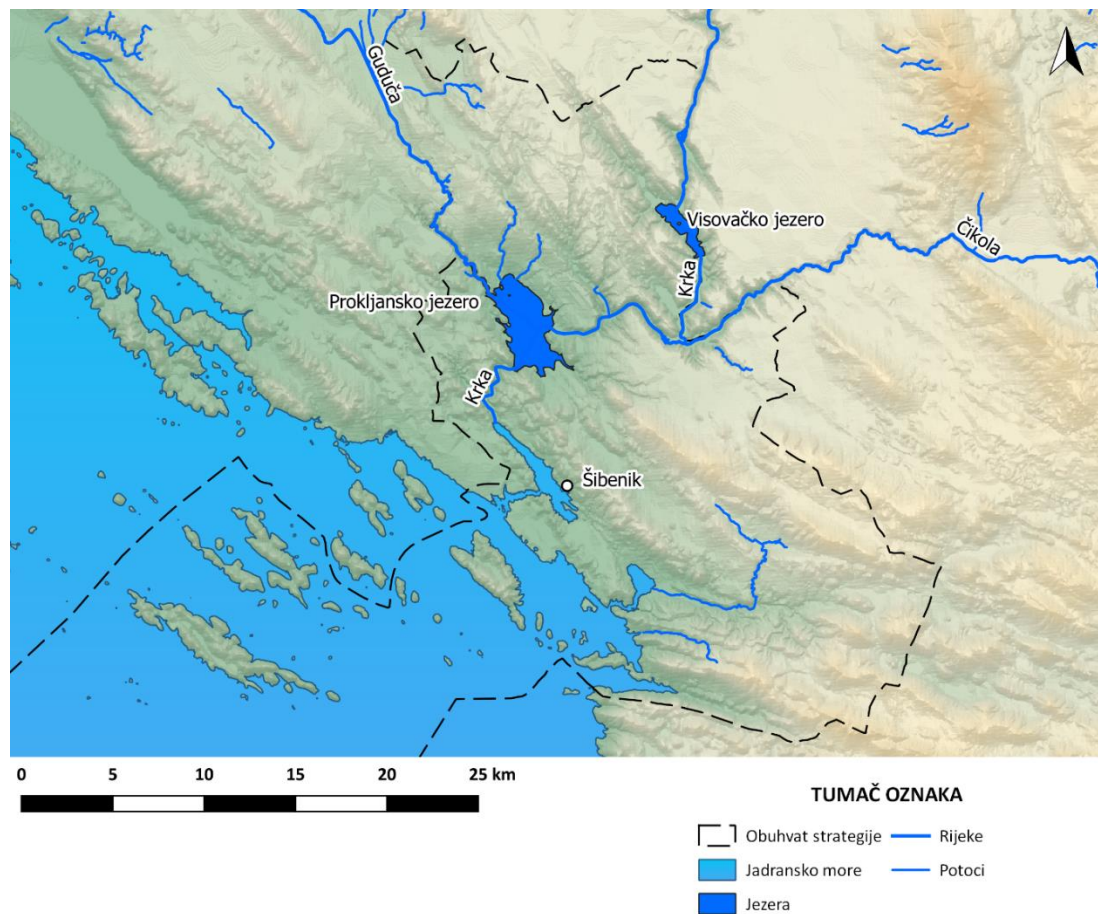 Guduča
Visovačko jezero
Čikola
Krka
Prokljansko jezero
Krka
Šibenik
0 5 10 15 20 25 km
TUMAČ OZNAKA
Obuhvat strategije
Rijeke
Jadransko more
Potoci
Jezera